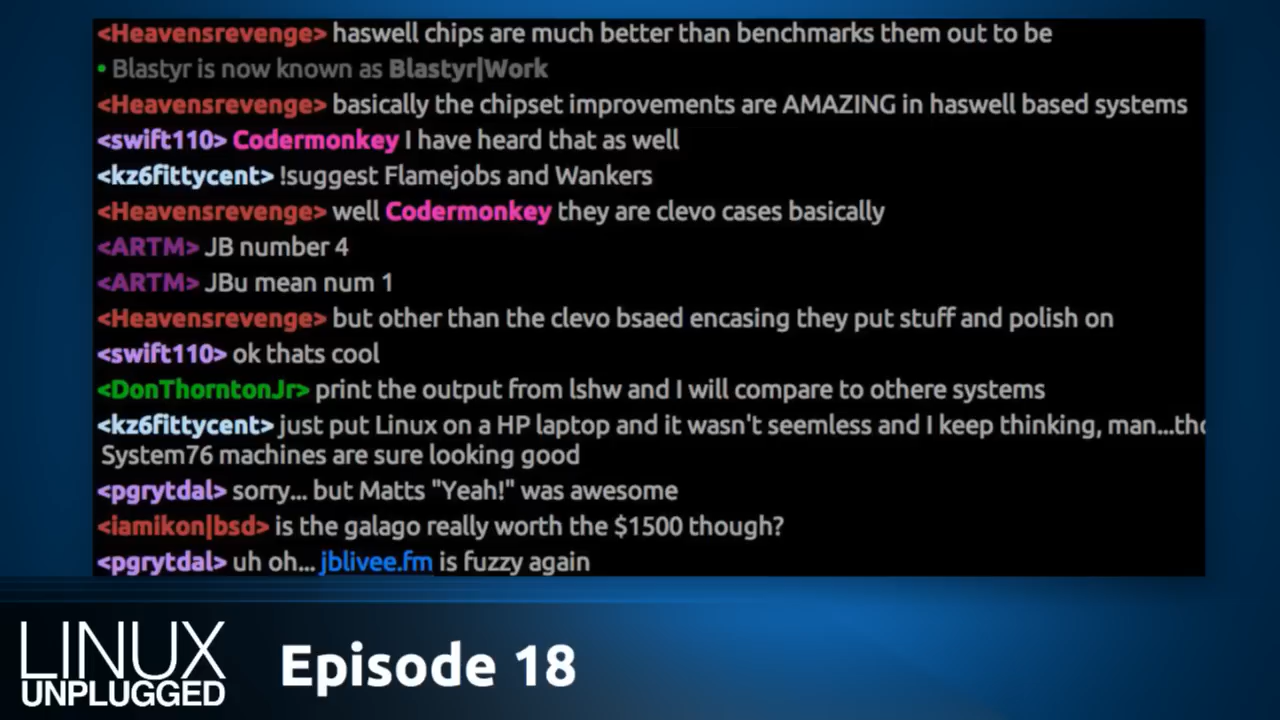 <Heavensrevenge> haswell chips are much better than benchmarks them out to be
• Blastyr is now known as Blastyr|Work
<Heavensrevenge> basically the chipset improvements are AMAZING in haswell based systems
<swift110> Codermonkey I have heard that as well
<kz6fittycent> !suggest Flamejobs and Wankers
<Heavensrevenge> well Codermonkey they are clevo cases basically
<ARTM> JB number 4
<ARTM> JBu mean num 1
<Heavensrevenge> but other than the clevo bsaed encasing they put stuff and polish on
<swift110> ok thats cool
<DonThorntonJr> print the output from lshw and I will compare to othere systems
<kz6fittycent> just put Linux on a HP laptop and it wasn't seemless and I keep thinking, man...
System76 machines are sure looking good
<pgrytdal> sorry... but Matts "Yeah!" was awesome
<iamikon|bsd> is the galago really worth the $1500 though?
<pgrytdal> uh oh... jblivee.fm is fuzzy again
LINUX
UNPLUGGED
Episode 18